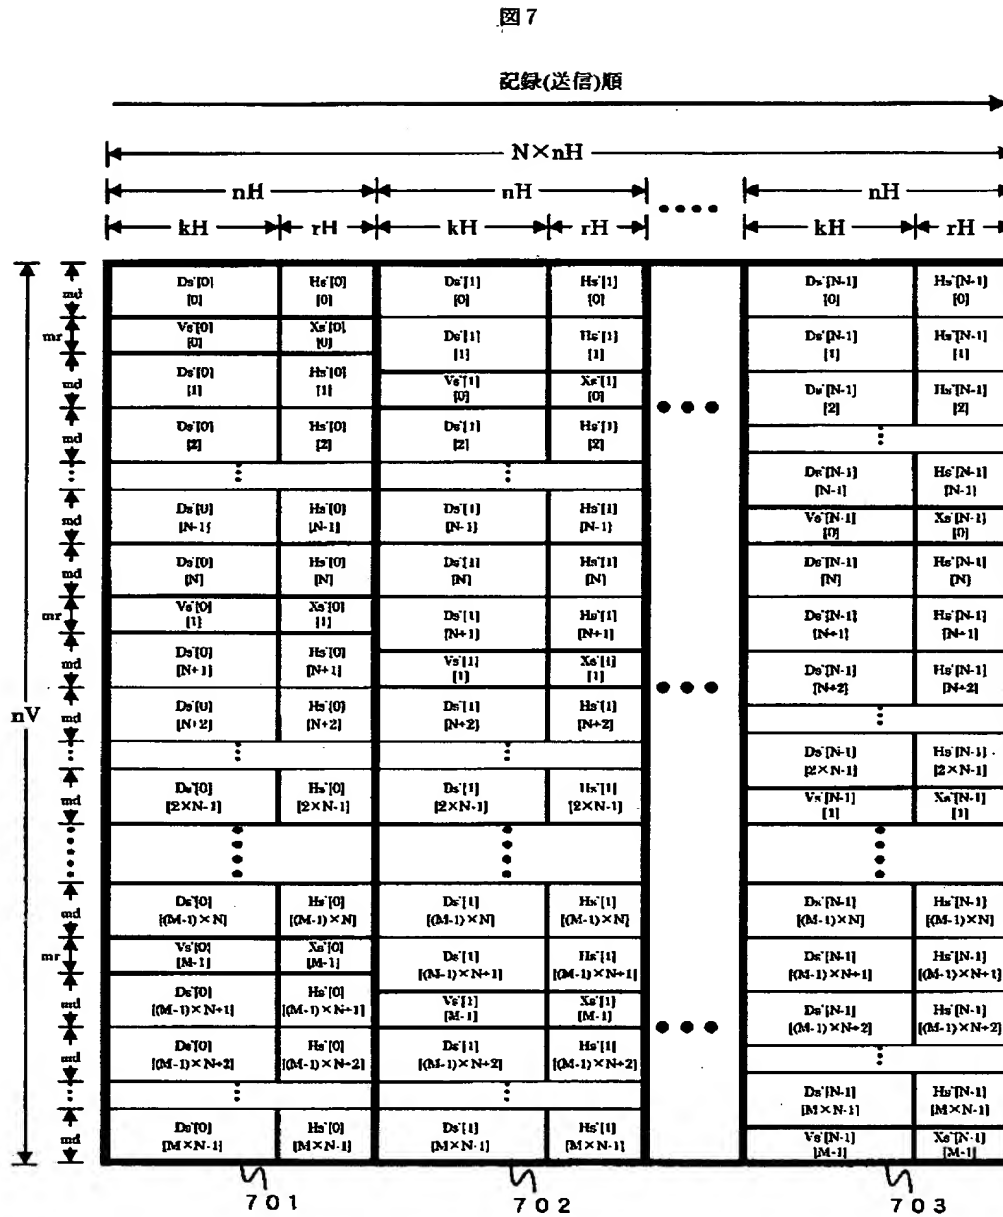 図7
記録(送信)順
N×nH
nH nH nH
kH rH kH rH kH rH
nV
md
mr
md
md
md
md
mr
md
md
md
md
mr
md
md
md
Ds'[0] Hs'[0]
[0] [0]
Vs'[0] Xs'[0]
[0] [0]
Ds'[0] Hs'[0]
[1] [1]
Ds'[0] Hs'[0]
[2] [2]
Ds'[0] Hs'[0]
[N-1] [N-1]
Ds'[0] Hs'[0]
[N] [N]
Vs'[0] Xs'[0]
[1] [1]
Ds'[0] Hs'[0]
[N+1] [N+1]
Ds'[0] Hs'[0]
[N+2] [N+2]
Ds'[0] Hs'[0]
[2×N-1] [2×N-1]
Ds'[0] Hs'[0]
[(M-1)×N] [(M-1)×N]
Vs'[0] Xs'[0]
[M-1] [M-1]
Ds'[0] Hs'[0]
[(M-1)×N+1] [(M-1)×N+1]
Ds'[0] Hs'[0]
[(M-1)×N+2] [(M-1)×N+2]
Ds'[0] Hs'[0]
[M×N-1] [M×N-1]
Ds'[1] Hs'[1]
[0] [0]
Ds'[1] Hs'[1]
[1] [1]
Vs'[1] Xs'[1]
[0] [0]
Ds'[1] Hs'[1]
[2] [2]
Ds'[1] Hs'[1]
[N-1] [N-1]
Ds'[1] Hs'[1]
[N] [N]
Ds'[1] Hs'[1]
[N+1] [N+1]
Vs'[1] Xs'[1]
[1] [1]
Ds'[1] Hs'[1]
[N+2] [N+2]
Ds'[1] Hs'[1]
[2×N-1] [2×N-1]
Ds'[1] Hs'[1]
[(M-1)×N] [(M-1)×N]
Ds'[1] Hs'[1]
[(M-1)×N+1] [(M-1)×N+1]
Vs'[1] Xs'[1]
[M-1] [M-1]
Ds'[1] Hs'[1]
[(M-1)×N+2] [(M-1)×N+2]
Ds'[1] Hs'[1]
[M×N-1] [M×N-1]
Ds'[N-1] Hs'[N-1]
[0] [0]
Ds'[N-1] Hs'[N-1]
[1] [1]
Ds'[N-1] Hs'[N-1]
[2] [2]
Ds'[N-1] Hs'[N-1]
[N-1] [N-1]
Vs'[N-1] Xs'[N-1]
[0] [0]
Ds'[N-1] Hs'[N-1]
[N] [N]
Ds'[N-1] Hs'[N-1]
[N+1] [N+1]
Ds'[N-1] Hs'[N-1]
[N+2] [N+2]
Ds'[N-1] Hs'[N-1]
[2×N-1] [2×N-1]
Vs'[N-1] Xs'[N-1]
[1] [1]
Ds'[N-1] Hs'[N-1]
[(M-1)×N] [(M-1)×N]
Ds'[N-1] Hs'[N-1]
[(M-1)×N+1] [(M-1)×N+1]
Ds'[N-1] Hs'[N-1]
[(M-1)×N+2] [(M-1)×N+2]
Ds'[N-1] Hs'[N-1]
[M×N-1] [M×N-1]
Vs'[N-1] Xs'[N-1]
[M-1] [M-1]
701 702 703